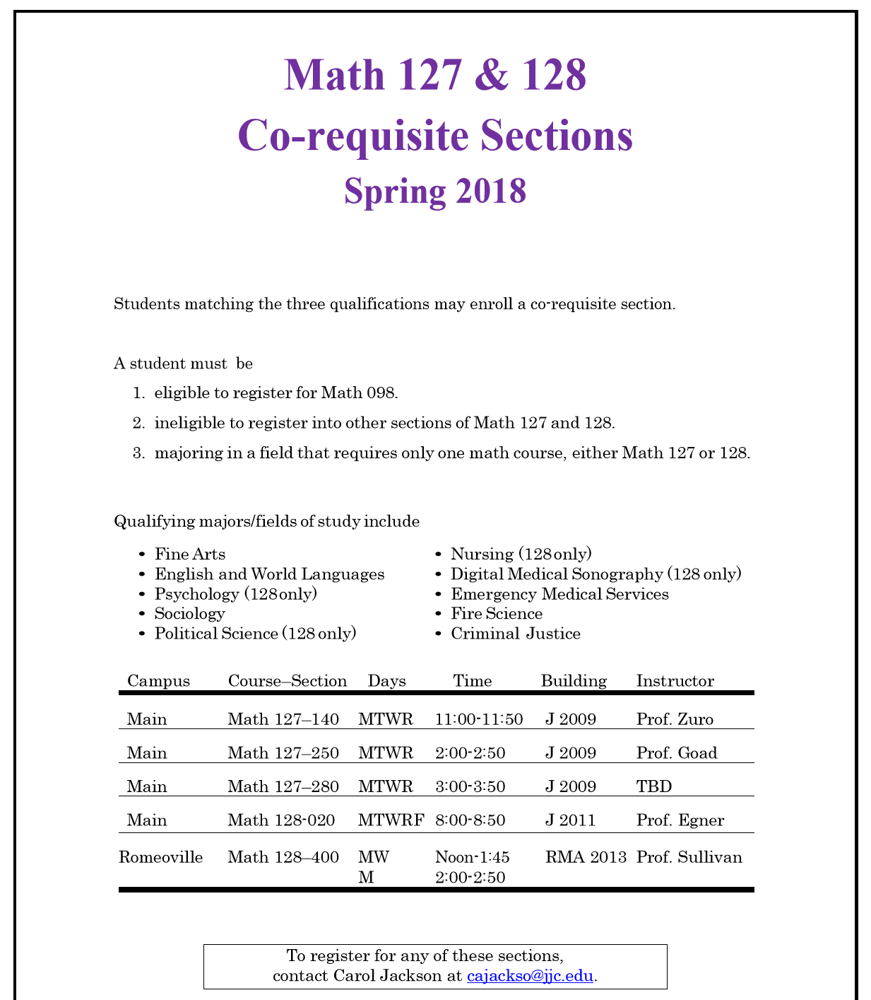 Math 127 & 128
Co-requisite Sections
Spring 2018
Students matching the three qualifications may enroll a co-requisite section.
A student must be
1. eligible to register for Math 098.
2. ineligible to register into other sections of Math 127 and 128.
3. majoring in a field that requires only one math course, either Math 127 or 128.
Qualifying majors/fields of study include
• Fine Arts
• English and World Languages
• Psychology (128 only)
• Sociology
• Political Science (128 only)
• Nursing (128 only)
• Digital Medical Sonography (128 only)
• Emergency Medical Services
• Fire Science
• Criminal Justice
Campus Course–Section Days Time Building Instructor
Main Math 127–140 MTWR 11:00-11:50 J 2009 Prof. Zuro
Main Math 127–250 MTWR 2:00-2:50 J 2009 Prof. Goad
Main Math 127–280 MTWR 3:00-3:50 J 2009 TBD
Main Math 128-020 MTWRF 8:00-8:50 J 2011 Prof. Egner
Romeoville Math 128–400 MW Noon-1:45 RMA 2013 Prof. Sullivan
M 2:00-2:50
To register for any of these sections,
contact Carol Jackson at cajackso@jjc.edu.